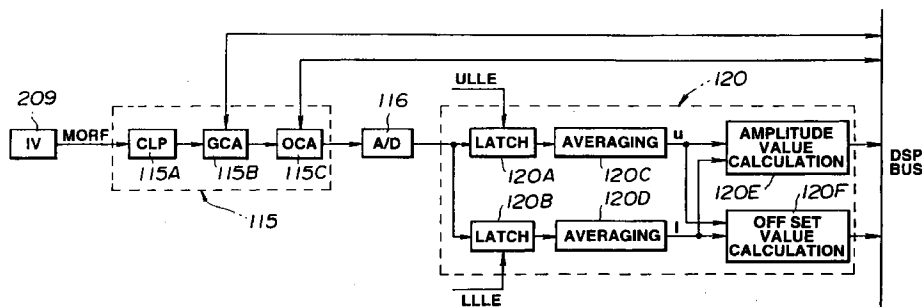 209
IV
MORF
CLP
115A
GCA
115B
OCA
115C
115
116
A/D
ULLE
120
LATCH
120A
AVERAGING
120C
u
AMPLITUDE
VALUE
CALCULATION
120E
120F
DSP
BUS
120B
LATCH
120D
AVERAGING
l
OFF SET
VALUE
CALCULATION
LLLE